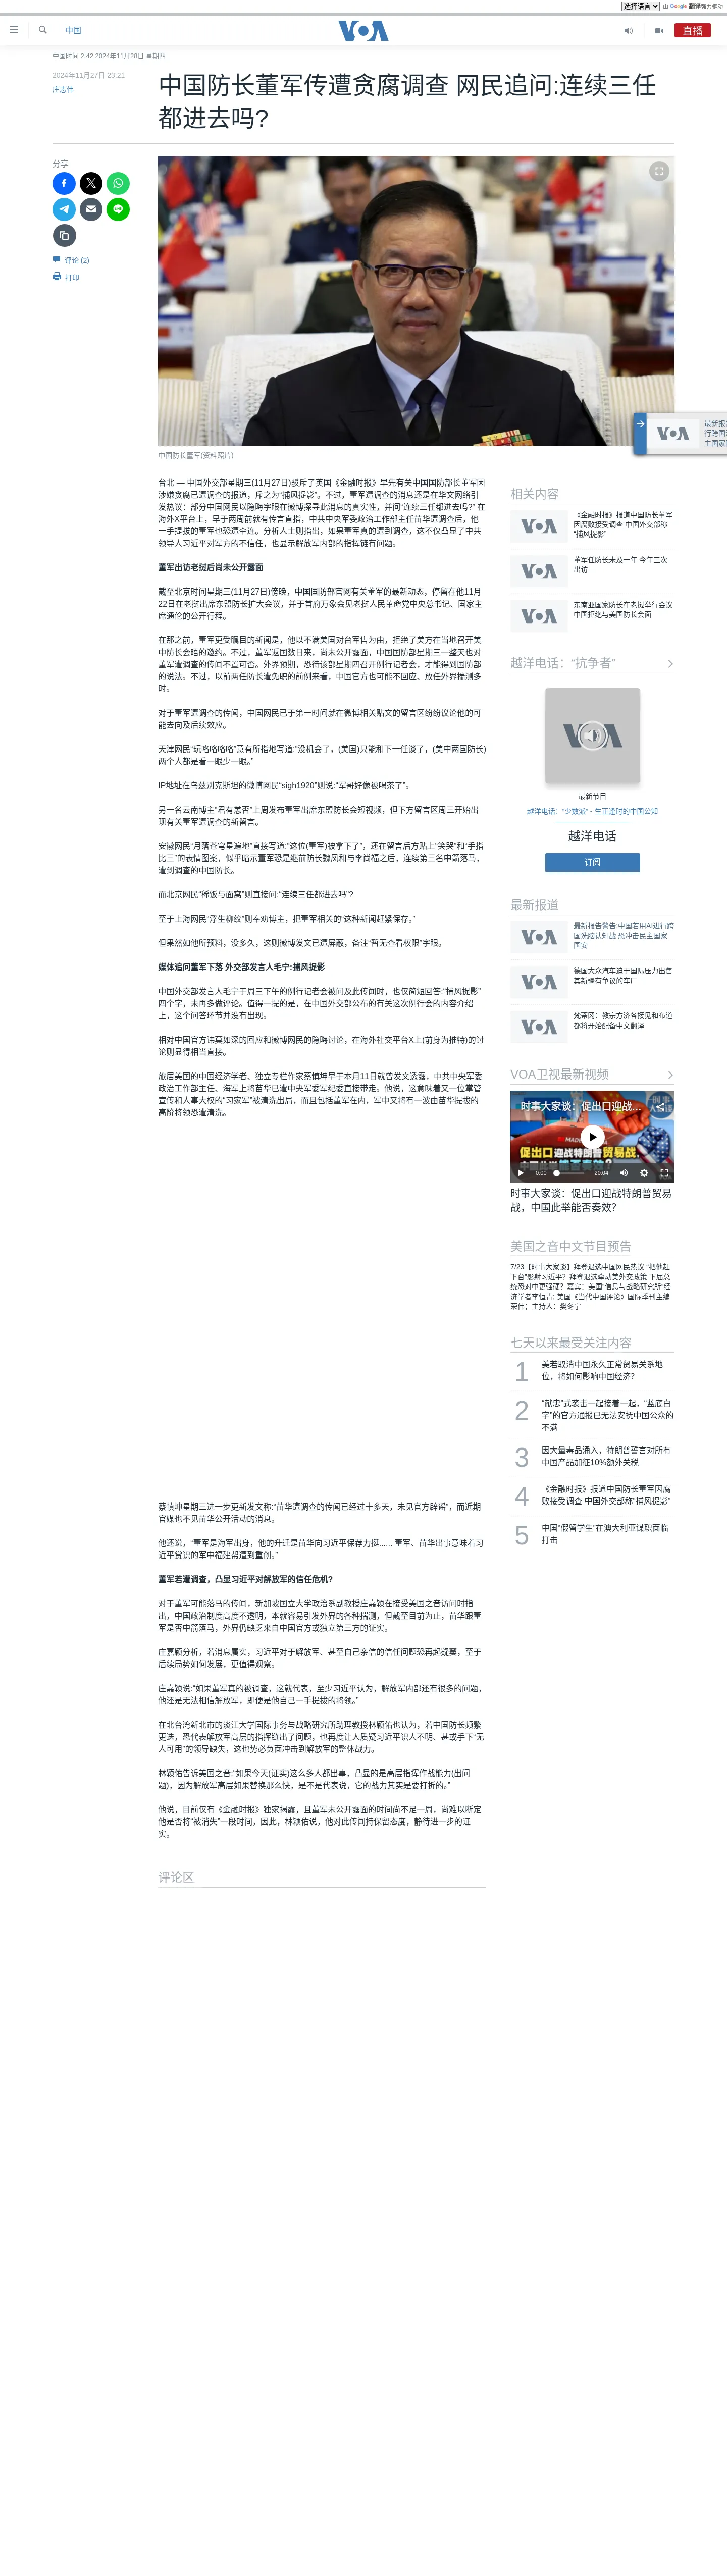 选择语言 由 Google 翻译强力驱动
中国
VOA
直播
中国时间 2:42 2024年11月28日 星期四
2024年11月27日 23:21
庄志伟
中国防长董军传遭贪腐调查 网民追问:连续三任
都进去吗?
分享
评论 (2)
打印
中国防长董军(资料照片)
台北 — 中国外交部星期三(11月27日)驳斥了英国《金融时报》早先有关中国国防部长董军因
涉嫌贪腐已遭调查的报道，斥之为“捕风捉影”。不过，董军遭调查的消息还是在华文网络引
发热议：部分中国网民以隐晦字眼在微博探寻此消息的真实性，并问“连续三任都进去吗?” 在
海外X平台上，早于两周前就有传言直指，中共中央军委政治工作部主任苗华遭调查后，他
一手提拔的董军也恐遭牵连。分析人士则指出，如果董军真的遭到调查，这不仅凸显了中共
领导人习近平对军方的不信任，也显示解放军内部的指挥链有问题。
董军出访老挝后尚未公开露面
截至北京时间星期三(11月27日)傍晚，中国国防部官网有关董军的最新动态，停留在他11月
22日在老挝出席东盟防长扩大会议，并于首府万象会见老挝人民革命党中央总书记、国家主
席通伦的公开行程。
在那之前，董军更受瞩目的新闻是，他以不满美国对台军售为由，拒绝了美方在当地召开美
中防长会晤的邀约。不过，董军返国数日来，尚未公开露面，中国国防部星期三一整天也对
董军遭调查的传闻不置可否。外界预期，恐待该部星期四召开例行记者会，才能得到国防部
的说法。不过，以前两任防长遭免职的前例来看，中国官方也可能不回应、放任外界揣测多
时。
对于董军遭调查的传闻，中国网民已于第一时间就在微博相关贴文的留言区纷纷议论他的可
能去向及后续效应。
天津网民“玩咯咯咯咯”意有所指地写道:“没机会了，(美国)只能和下一任谈了，(美中两国防长)
两个人都是看一眼少一眼。”
IP地址在乌兹别克斯坦的微博网民“sigh1920”则说:“军哥好像被喝茶了”。
另一名云南博主“君有恙否”上周发布董军出席东盟防长会短视频，但下方留言区周三开始出
现有关董军遭调查的新留言。
安徽网民“月落苍穹星遍地”直接写道:“这位(董军)被拿下了”，还在留言后方贴上“笑哭”和“手指
比三”的表情图案，似乎暗示董军恐是继前防长魏凤和与李尚福之后，连续第三名中箭落马，
遭到调查的中国防长。
而北京网民“稀饭与面窝”则直接问:“连续三任都进去吗”?
至于上海网民“浮生柳纹”则奉劝博主，把董军相关的“这种新闻赶紧保存。”
但果然如他所预料，没多久，这则微博发文已遭屏蔽，备注“暂无查看权限”字眼。
媒体追问董军下落 外交部发言人毛宁:捕风捉影
中国外交部发言人毛宁于周三下午的例行记者会被问及此传闻时，也仅简短回答:“捕风捉影”
四个字，未再多做评论。值得一提的是，在中国外交部公布的有关这次例行会的内容介绍
上，这个问答环节并没有出现。
相对中国官方讳莫如深的回应和微博网民的隐晦讨论，在海外社交平台X上(前身为推特)的讨
论则显得相当直接。
旅居美国的中国经济学者、独立专栏作家蔡慎坤早于本月11日就曾发文透露，中共中央军委
政治工作部主任、海军上将苗华已遭中央军委军纪委直接带走。他说，这意味着又一位掌管
宣传和人事大权的“习家军”被清洗出局，而且包括董军在内，军中又将有一波由苗华提拔的
高阶将领恐遭清洗。
蔡慎坤星期三进一步更新发文称:“苗华遭调查的传闻已经过十多天，未见官方辟谣”，而近期
官媒也不见苗华公开活动的消息。
他还说，“董军是海军出身，他的升迁是苗华向习近平保荐力挺…… 董军、苗华出事意味着习
近平赏识的军中福建帮遭到重创。”
董军若遭调查，凸显习近平对解放军的信任危机?
对于董军可能落马的传闻，新加坡国立大学政治系副教授庄嘉颖在接受美国之音访问时指
出，中国政治制度高度不透明，本就容易引发外界的各种揣测，但截至目前为止，苗华跟董
军是否中箭落马，外界仍缺乏来自中国官方或独立第三方的证实。
庄嘉颖分析，若消息属实，习近平对于解放军、甚至自己亲信的信任问题恐再起疑窦，至于
后续局势如何发展，更值得观察。
庄嘉颖说:“如果董军真的被调查，这就代表，至少习近平认为，解放军内部还有很多的问题，
他还是无法相信解放军，即便是他自己一手提拔的将领。”
在北台湾新北市的淡江大学国际事务与战略研究所助理教授林颖佑也认为，若中国防长频繁
更迭，恐代表解放军高层的指挥链出了问题，也再度让人质疑习近平识人不明、甚或手下“无
人可用”的领导缺失，这也势必负面冲击到解放军的整体战力。
林颖佑告诉美国之音:“如果今天(证实)这么多人都出事，凸显的是高层指挥作战能力(出问
题)，因为解放军高层如果替换那么快，是不是代表说，它的战力其实是要打折的。”
他说，目前仅有《金融时报》独家揭露，且董军未公开露面的时间尚不足一周，尚难以断定
他是否将“被消失”一段时间，因此，林颖佑说，他对此传闻持保留态度，静待进一步的证
实。
评论区
相关内容
《金融时报》报道中国防长董军
因腐败接受调查 中国外交部称
“捕风捉影”
董军任防长未及一年 今年三次
出访
东南亚国家防长在老挝举行会议
中国拒绝与美国防长会面
越洋电话：“抗争者”
最新节目
越洋电话：“少数派” - 生正逢时的中国公知
越洋电话
订阅
最新报道
最新报告警告:中国若用AI进行跨
国洗脑认知战 恐冲击民主国家
国安
德国大众汽车迫于国际压力出售
其新疆有争议的车厂
梵蒂冈：教宗方济各接见和布道
都将开始配备中文翻译
VOA卫视最新视频
时事大家谈：促出口迎战...
促出口迎战特朗普贸易战，
0:00 20:04
时事大家谈：促出口迎战特朗普贸易
战，中国此举能否奏效?
美国之音中文节目预告
7/23【时事大家谈】拜登退选中国网民热议 “把他赶
下台”影射习近平？拜登退选牵动美外交政策 下届总
统恐对中更强硬？嘉宾：美国“信息与战略研究所”经
济学者李恒青; 美国《当代中国评论》国际季刊主编
荣伟；主持人：樊冬宁
七天以来最受关注内容
1 美若取消中国永久正常贸易关系地
位，将如何影响中国经济?
2 “献忠”式袭击一起接着一起，“蓝底白
字”的官方通报已无法安抚中国公众的
不满
3 因大量毒品涌入，特朗普誓言对所有
中国产品加征10%额外关税
4 《金融时报》报道中国防长董军因腐
败接受调查 中国外交部称“捕风捉影”
5 中国“假留学生”在澳大利亚谋职面临
打击